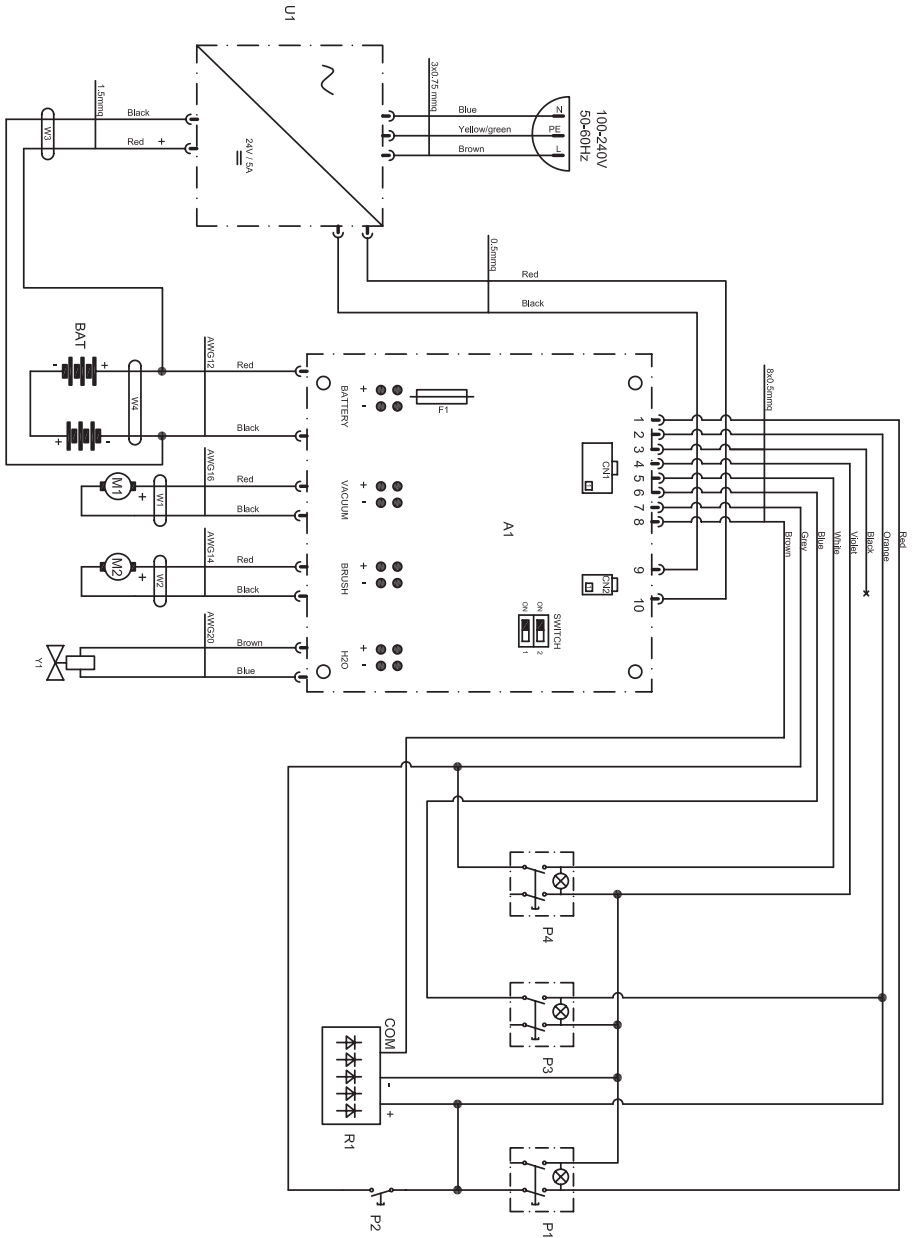 U1
24V / 5A
3x0.75 mmq
Blue
N
Yellow/green
PE
Brown
L
100-240V
50-60Hz
1.5mmq
W3
Black
Red +
0.5mmq
Red
Black
BAT
- +
+ -
W4
AWG12
Red
Black
AWG16
M1
+
W1
Red
Black
AWG14
M2
+
W2
Red
Black
AWG20
Y1
Brown
Blue
BATTERY
+
-
F1
VACUUM
+
-
BRUSH
+
-
H2O
+
-
A1
CN1
CN2
SWITCH
ON
ON
1
2
1
2
3
4
5
6
7
8
9
10
8x0.5mmq
Brown
Grey
Blue
White
Violet
Black
Orange
Red
P4
P3
COM
-
+
R1
P2
P1